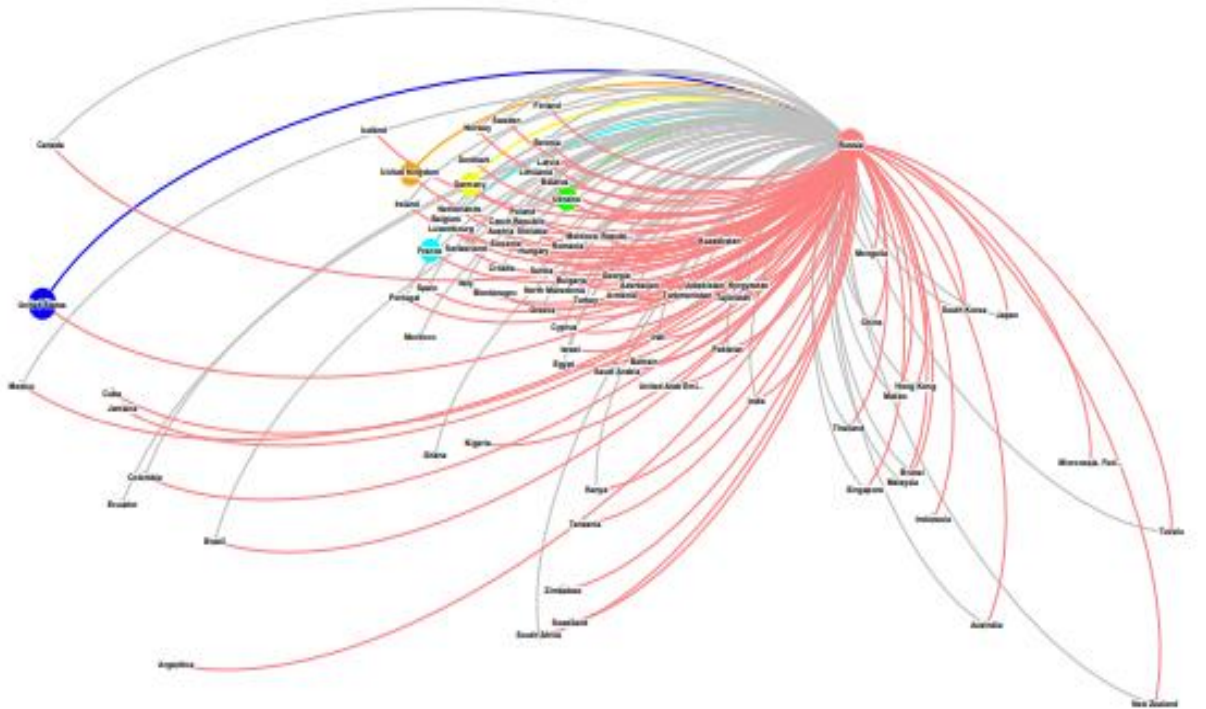 Finland
Sweden
Norway
Iceland
Estonia
Canada
Russia
Latvia
Denmark
Lithuania
United Kingdom
Belarus
Germany
Ukraine
Ireland
Netherlands
Poland
Belgium
Czech Republic
Luxembourg
Austria
Slovakia
Moldova, Republi...
Kazakhstan
Slovenia
Romania
France
Switzerland
Hungary
Mongolia
Croatia
Serbia
Georgia
Bulgaria
Italy
Spain
Azerbaijan
Uzbekistan
Kyrgyzstan
Montenegro
North Macedonia
Armenia
Turkmenistan
Tajikistan
Portugal
Turkey
United States
Greece
South Korea
Japan
China
Cyprus
Morocco
Iran
Israel
Pakistan
Egypt
Bahrain
Saudi Arabia
Mexico
United Arab Emi...
Hong Kong
Cuba
Macao
India
Jamaica
Thailand
Nigeria
Ghana
Micronesia, Fed...
Brunei
Colombia
Malaysia
Kenya
Singapore
Ecuador
Indonesia
Tanzania
Tuvalu
Brazil
Zimbabwe
Swaziland
Australia
South Africa
Argentina
New Zealand